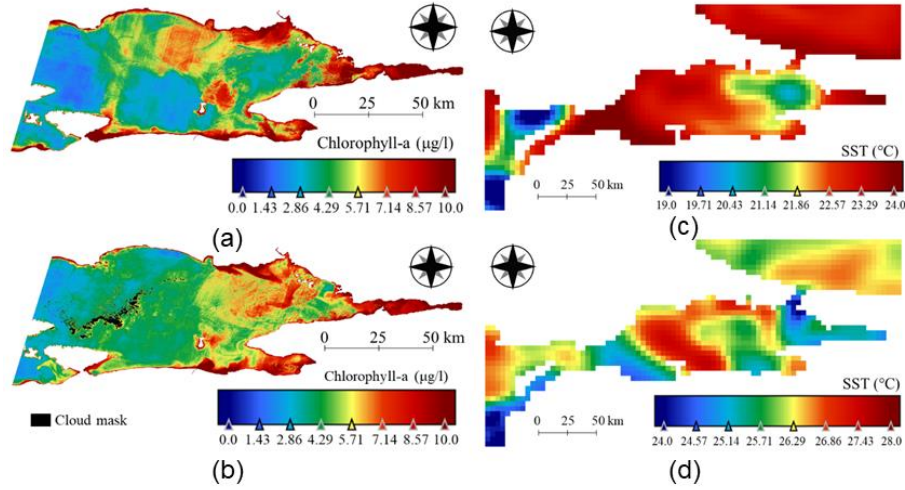 0 25 50 km
Chlorophyll-a (µg/l)
0.0 1.43 2.86 4.29 5.71 7.14 8.57 10.0
(a)
0 25 50 km
SST (°C)
19.0 19.71 20.43 21.14 21.86 22.57 23.29 24.0
(c)
0 25 50 km
Chlorophyll-a (µg/l)
Cloud mask
0.0 1.43 2.86 4.29 5.71 7.14 8.57 10.0
(b)
0 25 50 km
SST (°C)
24.0 24.57 25.14 25.71 26.29 26.86 27.43 28.0
(d)